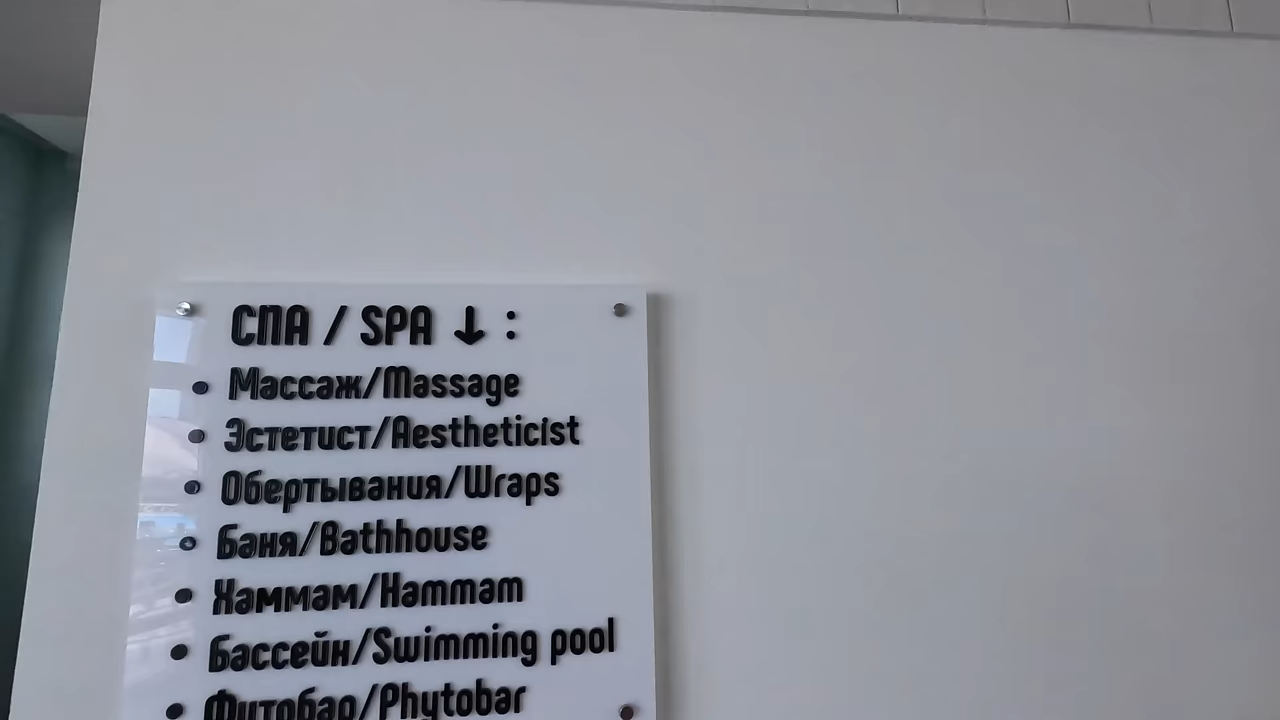 СПА / SPA ↓ :
• Массаж/Massage
• Эстетист/Aestheticist
• Обертывания/Wraps
• Баня/Bathhouse
• Хаммам/Hammam
• Бассейн/Swimming pool
• Фитобар/Phytobar